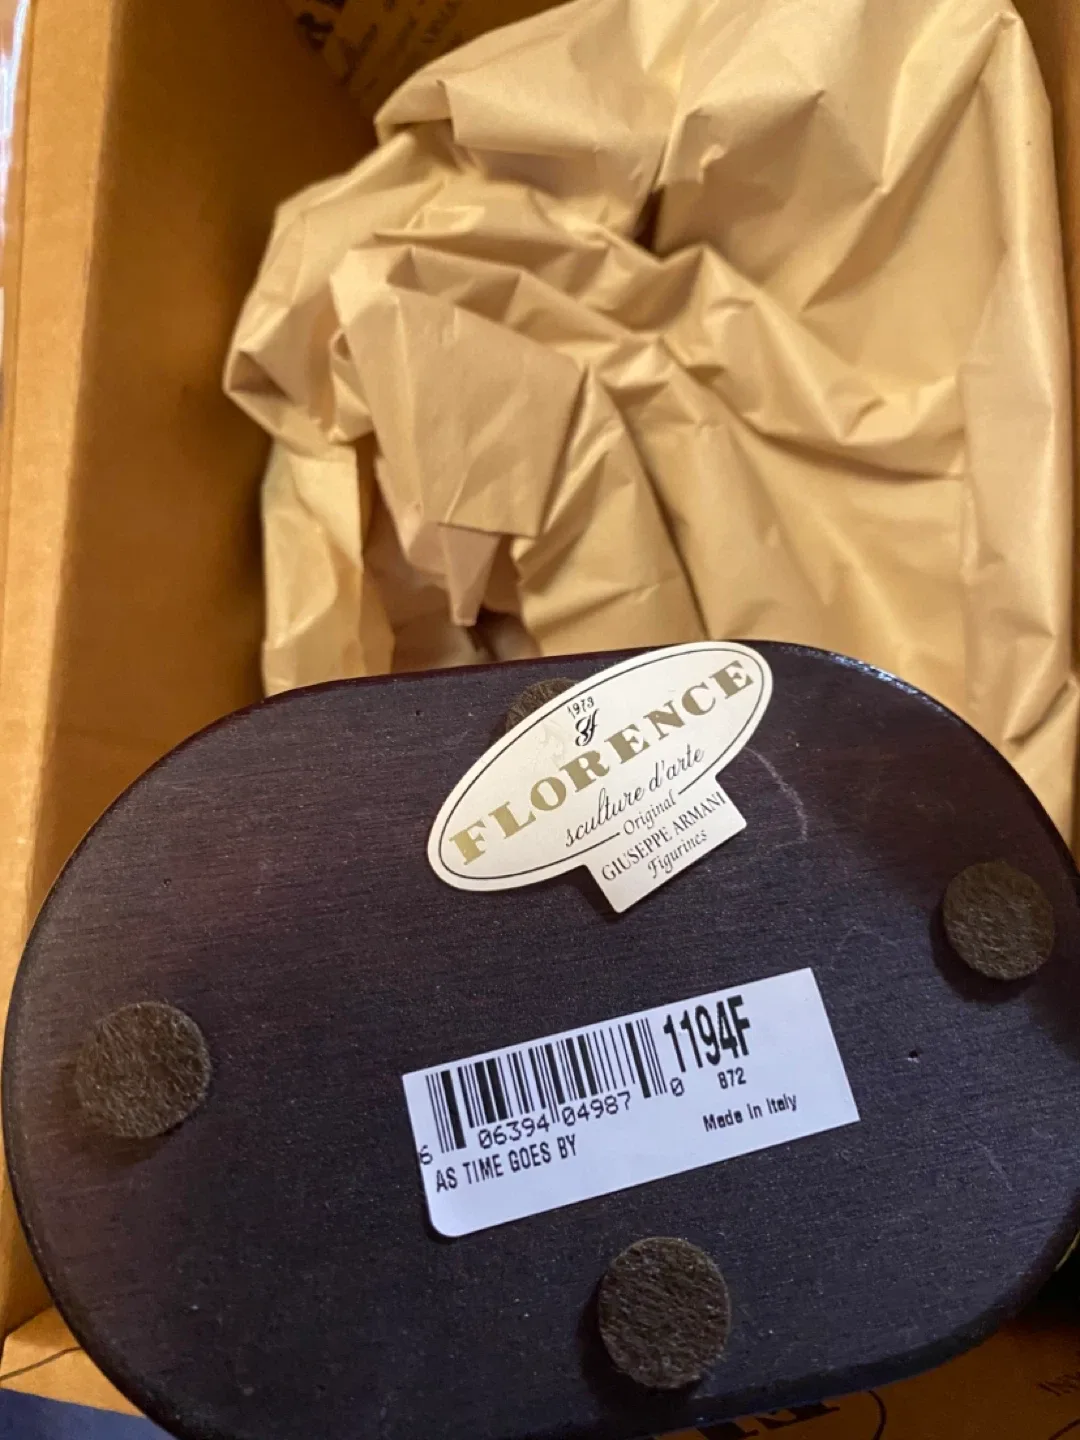 1973
FLORENCE
sculture d'arte
Original
GIUSEPPE ARMANI
Figurines
1194F
872
6 06394 04987 0
Made in Italy
AS TIME GOES BY